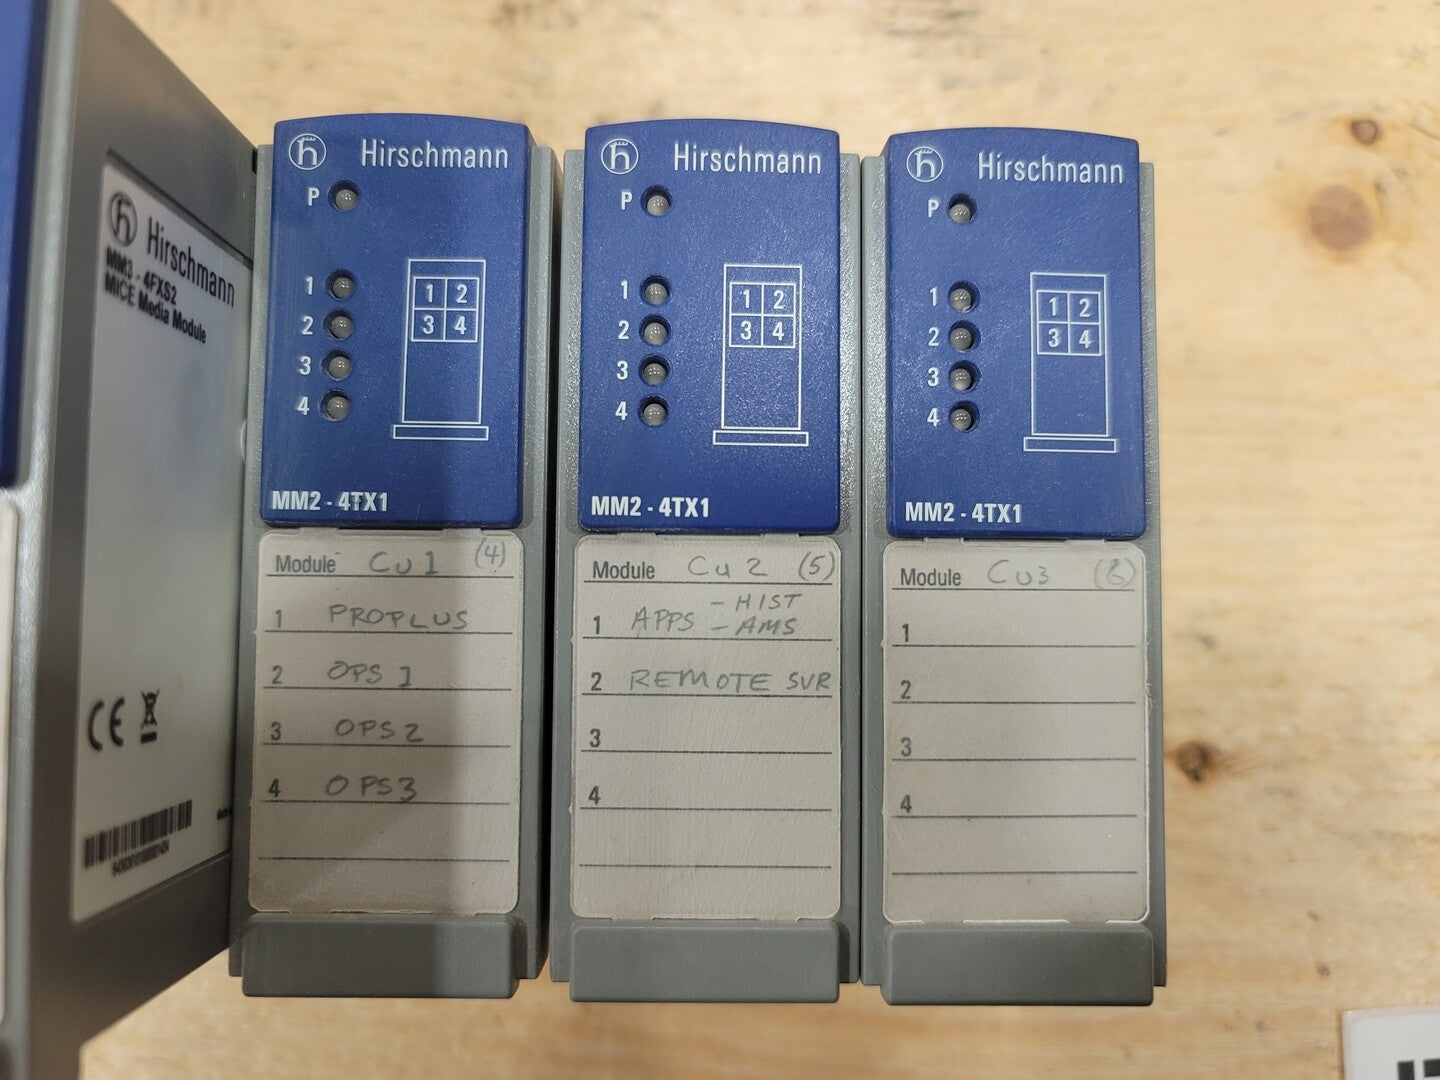 Hirschmann
MM3 - 4FXS2
MICE Media Module
CE
Hirschmann
P
1
2
3
4
1 2
3 4
MM2 - 4TX1
Module Cu1 (4)
1 PROPLUS
2 OPS 1
3 OPS2
4 OPS3
Hirschmann
P
1
2
3
4
1 2
3 4
MM2 - 4TX1
Module Cu2 (5)
1 APPS - HIST
- AMS
2 REMOTE SVR
3
4
Hirschmann
P
1
2
3
4
1 2
3 4
MM2 - 4TX1
Module Cu3 (6)
1
2
3
4